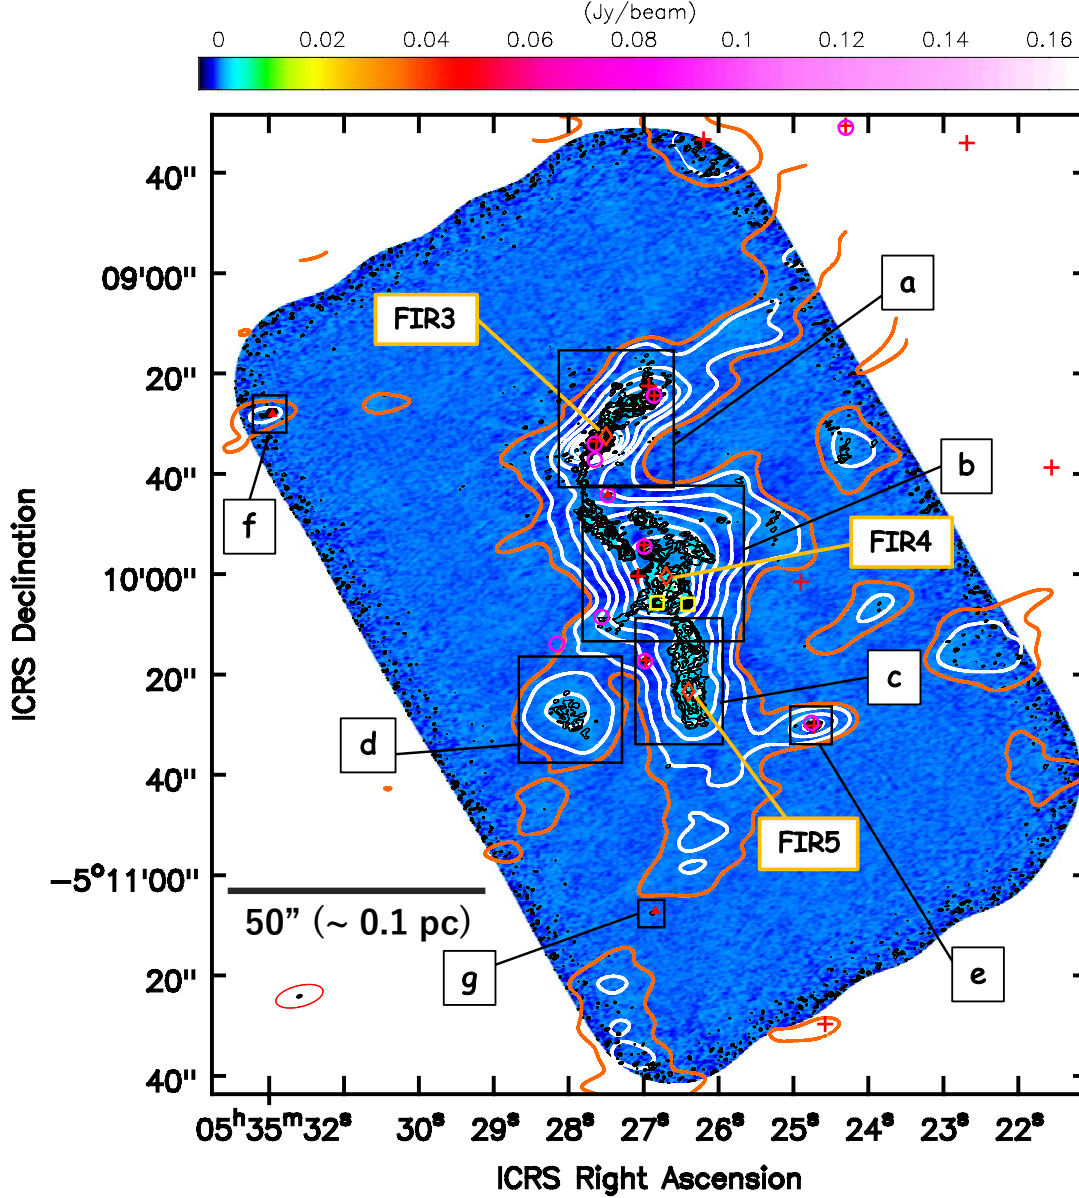 (Jy/beam)
0 0.02 0.04 0.06 0.08 0.1 0.12 0.14 0.16
40"
09'00"
20"
40"
10'00"
20"
40"
−5°11'00"
20"
40"
ICRS Declination
FIR3
a
b
FIR4
f
c
d
FIR5
50” (~ 0.1 pc)
g
e
05ʰ35ᵐ32ˢ 30ˢ 29ˢ 28ˢ 27ˢ 26ˢ 25ˢ 24ˢ 23ˢ 22ˢ
ICRS Right Ascension